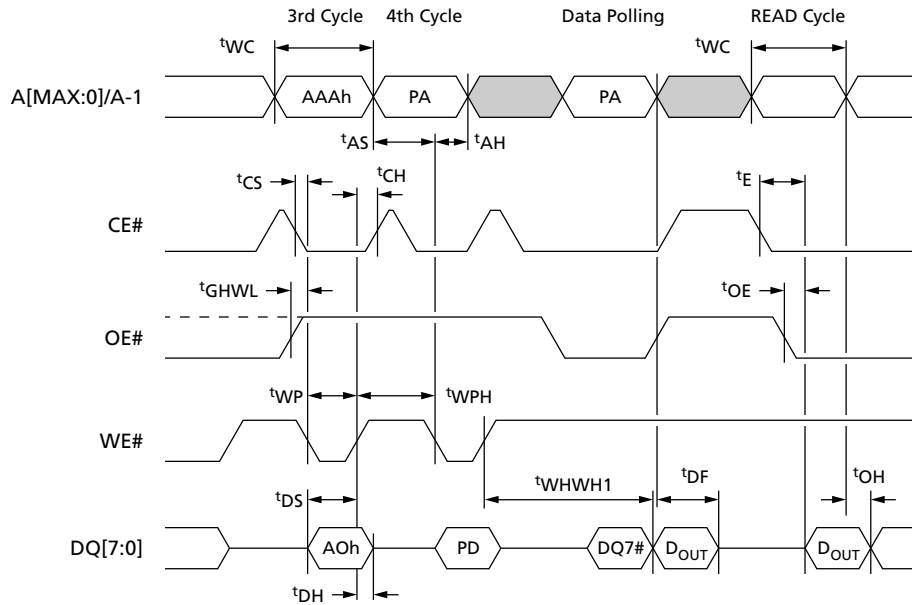 3rd Cycle 4th Cycle Data Polling READ Cycle
tWC tWC
A[MAX:0]/A-1 AAAh PA PA
tAS tAH
tCS tCH tE
CE#
tGHWL tOE
OE#
tWP tWPH
WE#
tDS tWHWH1 tDF tOH
DQ[7:0] AOh PD DQ7# DOUT DOUT
tDH